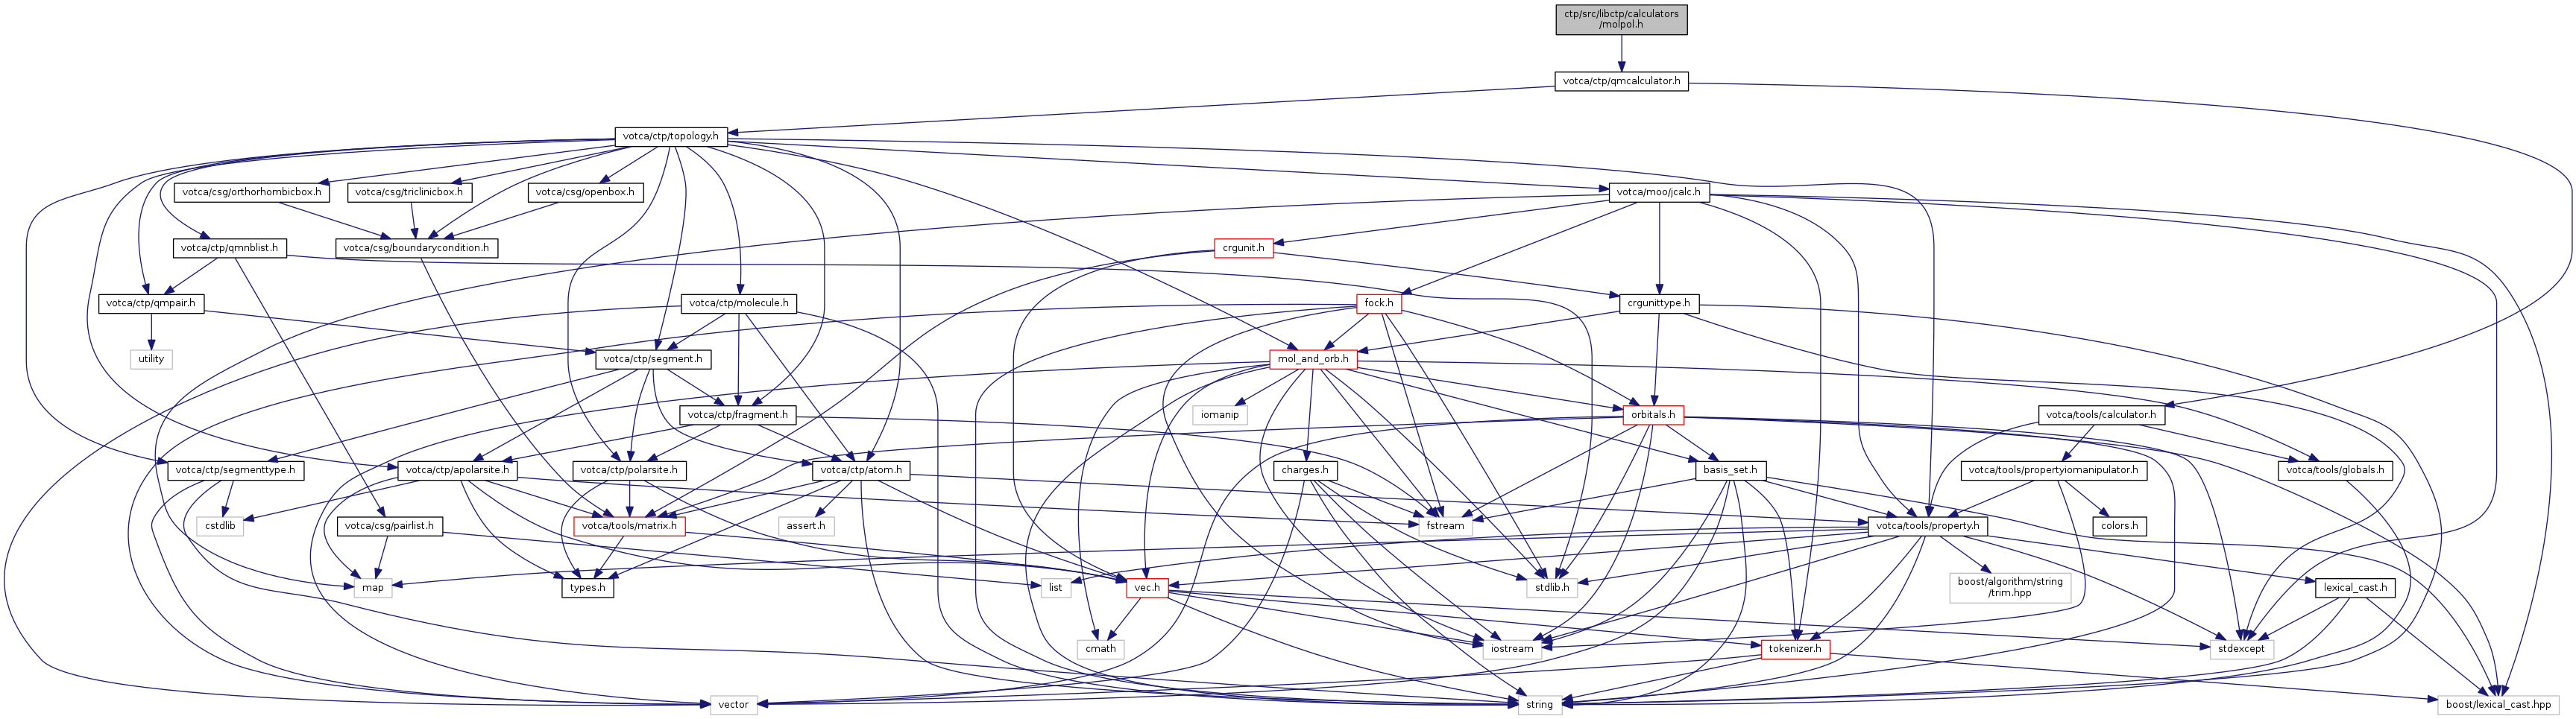 ctp/src/libctp/calculators
/molpol.h
votca/ctp/qmcalculator.h
votca/ctp/topology.h
votca/csg/orthorhombicbox.h
votca/csg/triclinicbox.h
votca/csg/openbox.h
votca/moo/jcalc.h
votca/ctp/qmnblist.h
votca/csg/boundarycondition.h
crgunit.h
votca/ctp/qmpair.h
votca/ctp/molecule.h
fock.h
crgunittype.h
utility
votca/ctp/segment.h
mol_and_orb.h
votca/ctp/fragment.h
iomanip
orbitals.h
votca/tools/calculator.h
votca/ctp/segmenttype.h
votca/ctp/apolarsite.h
votca/ctp/polarsite.h
votca/ctp/atom.h
charges.h
basis_set.h
votca/tools/propertyiomanipulator.h
votca/tools/globals.h
cstdlib
votca/csg/pairlist.h
votca/tools/matrix.h
assert.h
fstream
votca/tools/property.h
colors.h
map
types.h
list
vec.h
stdlib.h
boost/algorithm/string
/trim.hpp
lexical_cast.h
cmath
iostream
tokenizer.h
stdexcept
vector
string
boost/lexical_cast.hpp